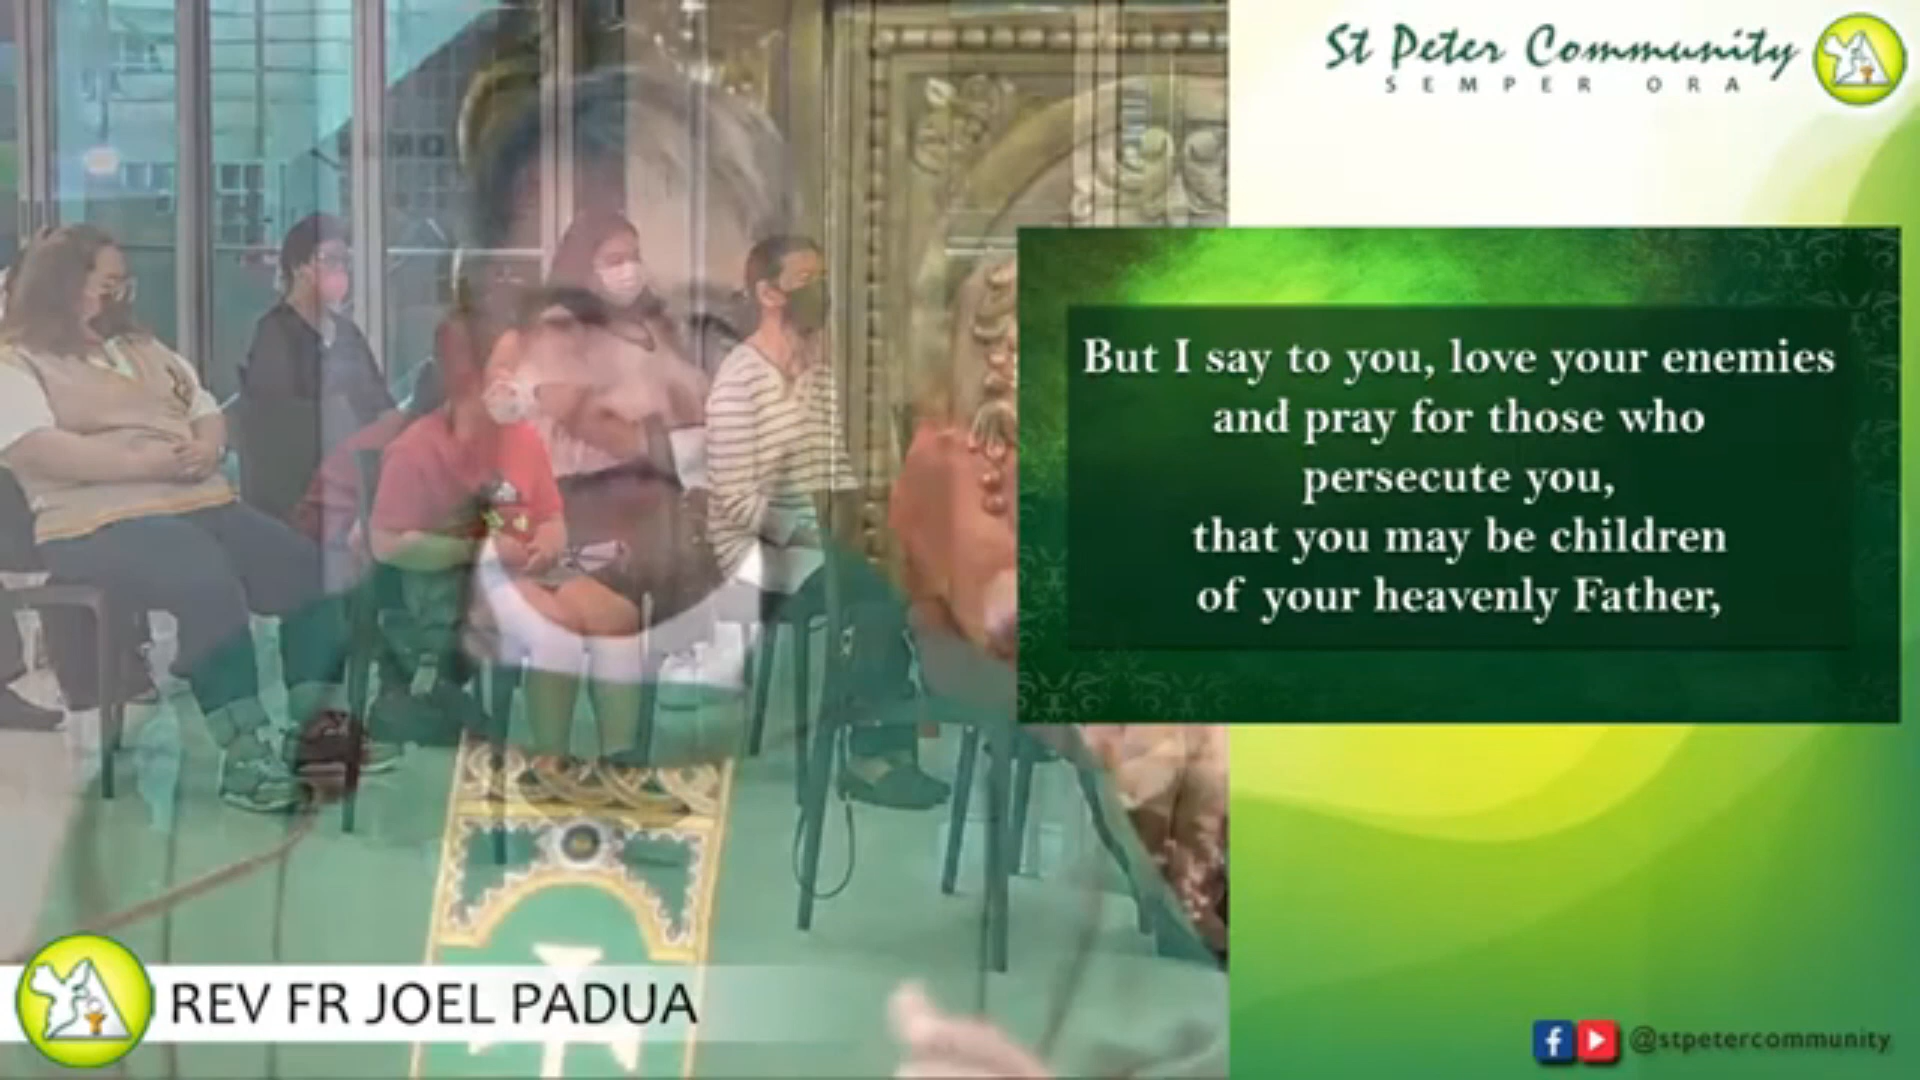 St Peter Community
SEMPER ORA
But I say to you, love your enemies
and pray for those who
persecute you,
that you may be children
of your heavenly Father,
REV FR JOEL PADUA
@stpetercommunity